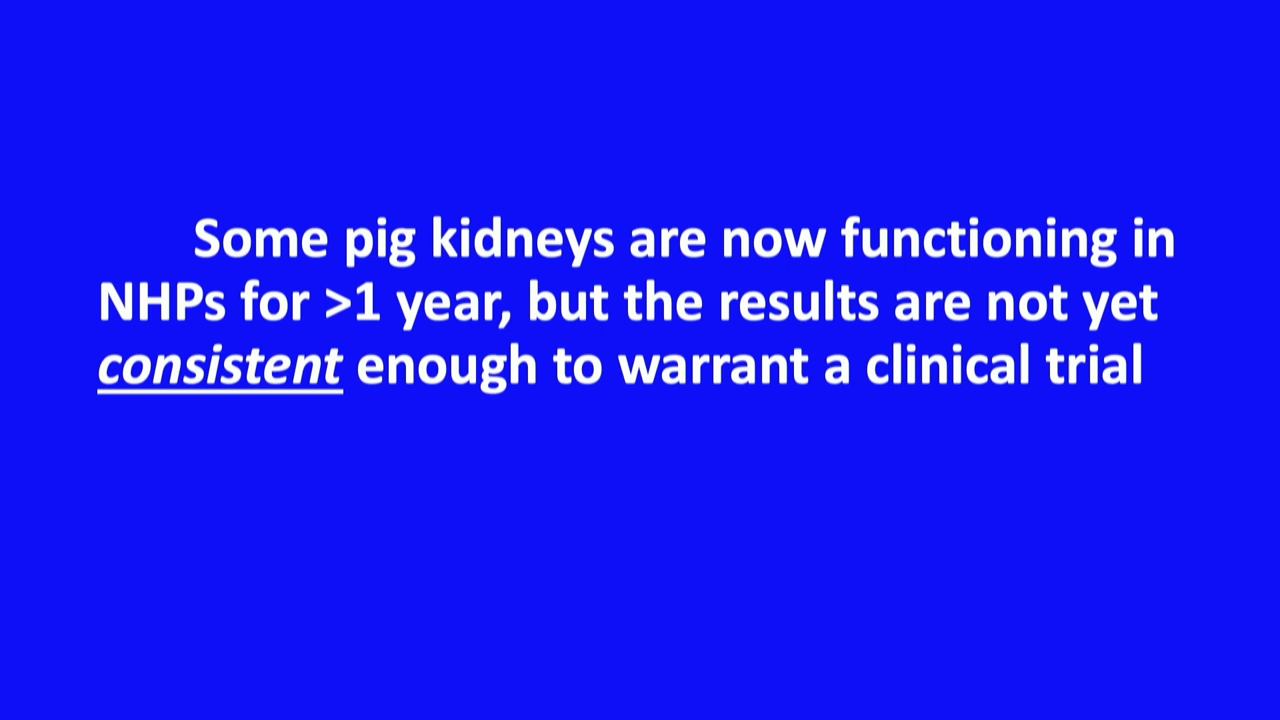 Some pig kidneys are now functioning in
NHPs for >1 year, but the results are not yet
consistent enough to warrant a clinical trial